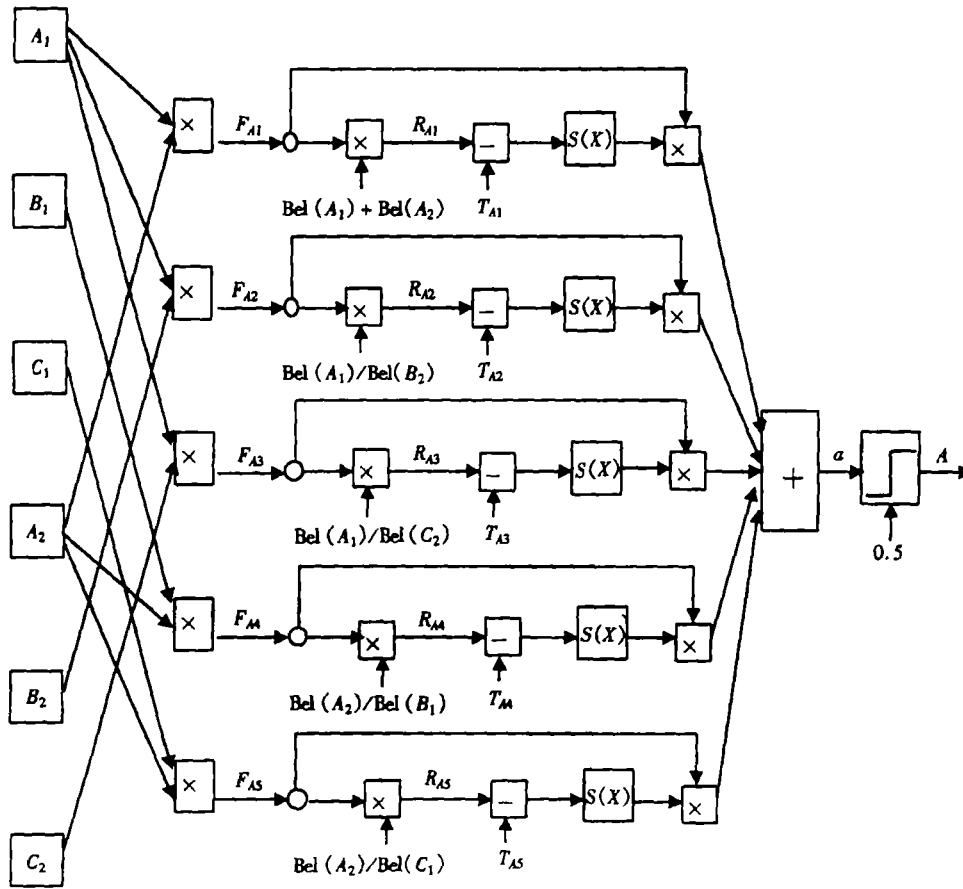 A1
B1
C1
A2
B2
C2
× FA1 × RA1 − S(X) ×
Bel (A1) + Bel(A2) TA1
× FA2 × RA2 − S(X) ×
Bel (A1)/Bel(B2) TA2
× FA3 × RA3 − S(X) ×
Bel (A1)/Bel(C2) TA3
× FA4 × RA4 − S(X) ×
Bel (A2)/Bel(B1) TA4
× FA5 × RA5 − S(X) ×
Bel (A2)/Bel(C1) TA5
+ a A
0.5